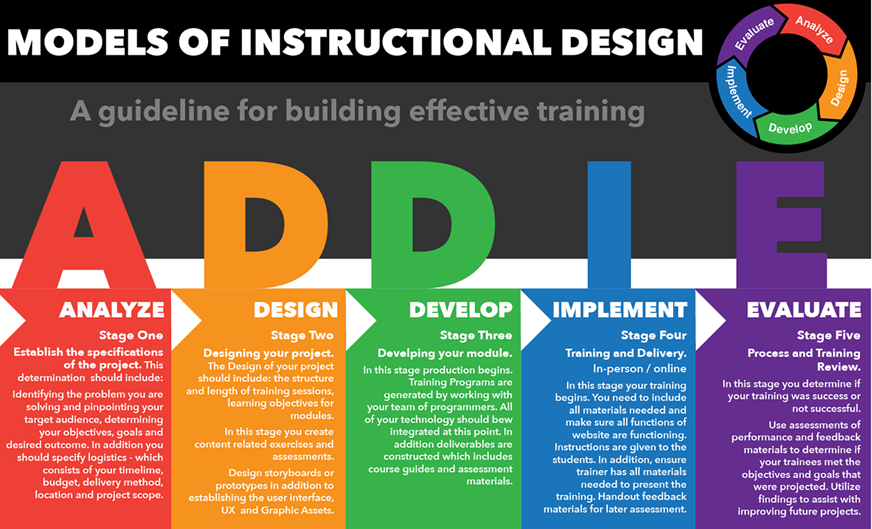 MODELS OF INSTRUCTIONAL DESIGN
A guideline for building effective training
Analyze
Design
Develop
Implement
Evaluate
ADDIE
ANALYZE
Stage One
Establish the specifications
of the project. This
determination should include:
Identifying the problem you are
solving and pinpointing your
target audience, determining
your objectives, goals and
desired outcome. In addition you
should specify logistics - which
consists of your timelime,
budget, delivery method,
location and project scope.
DESIGN
Stage Two
Designing your project.
The Design of your project
should include: the structure
and length of training sessions,
learning objectives for
modules.
In this stage you create
content related exercises and
assessments.
Design storyboards or
prototypes in addition to
establishing the user interface,
UX and Graphic Assets.
DEVELOP
Stage Three
Develping your module.
In this stage production begins.
Training Programs are
generated by working with
your team of programmers. All
of your technology should bew
integrated at this point. In
addition deliverables are
constructed which includes
course guides and assessment
materials.
IMPLEMENT
Stage Four
Training and Delivery.
In-person / online
In this stage your training
begins. You need to include
all materials needed and
make sure all functions of
website are functioning.
Instructions are given to the
students. In addition, ensure
trainer has all materials
needed to present the
training. Handout feedback
materials for later assessment.
EVALUATE
Stage Five
Process and Training
Review.
In this stage you determine if
your training was success or
not successful.
Use assessments of
performance and feedback
materials to determine if
your trainees met the
objectives and goals that
were projected. Utilize
findings to assist with
improving future projects.